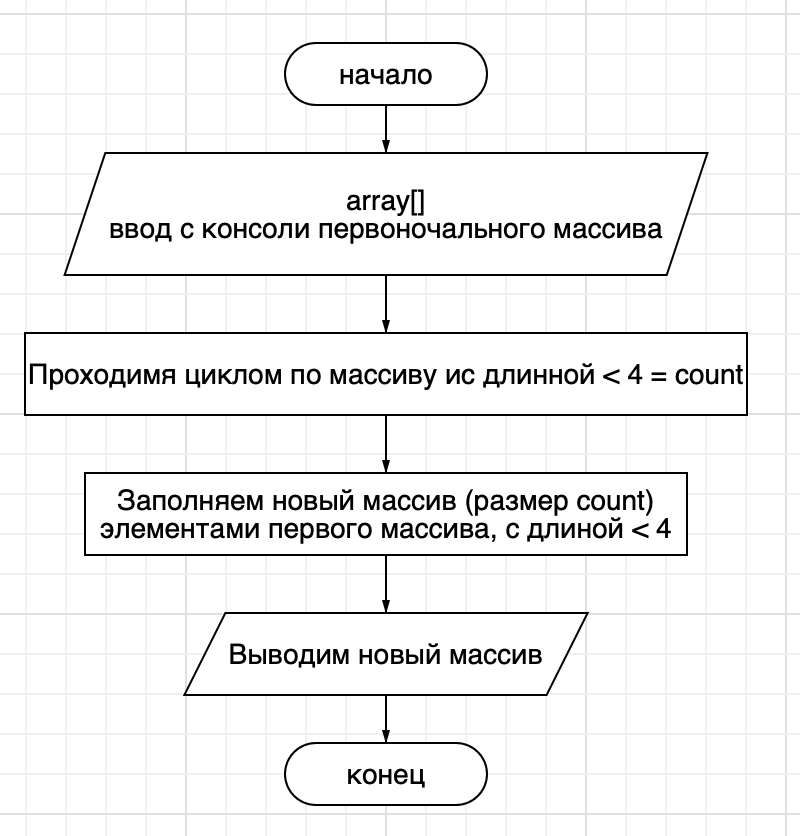 начало
array[]
ввод с консоли первоночального массива
Проходимя циклом по массиву ис длинной < 4 = count
Заполняем новый массив (размер count)
элементами первого массива, с длиной < 4
Выводим новый массив
конец